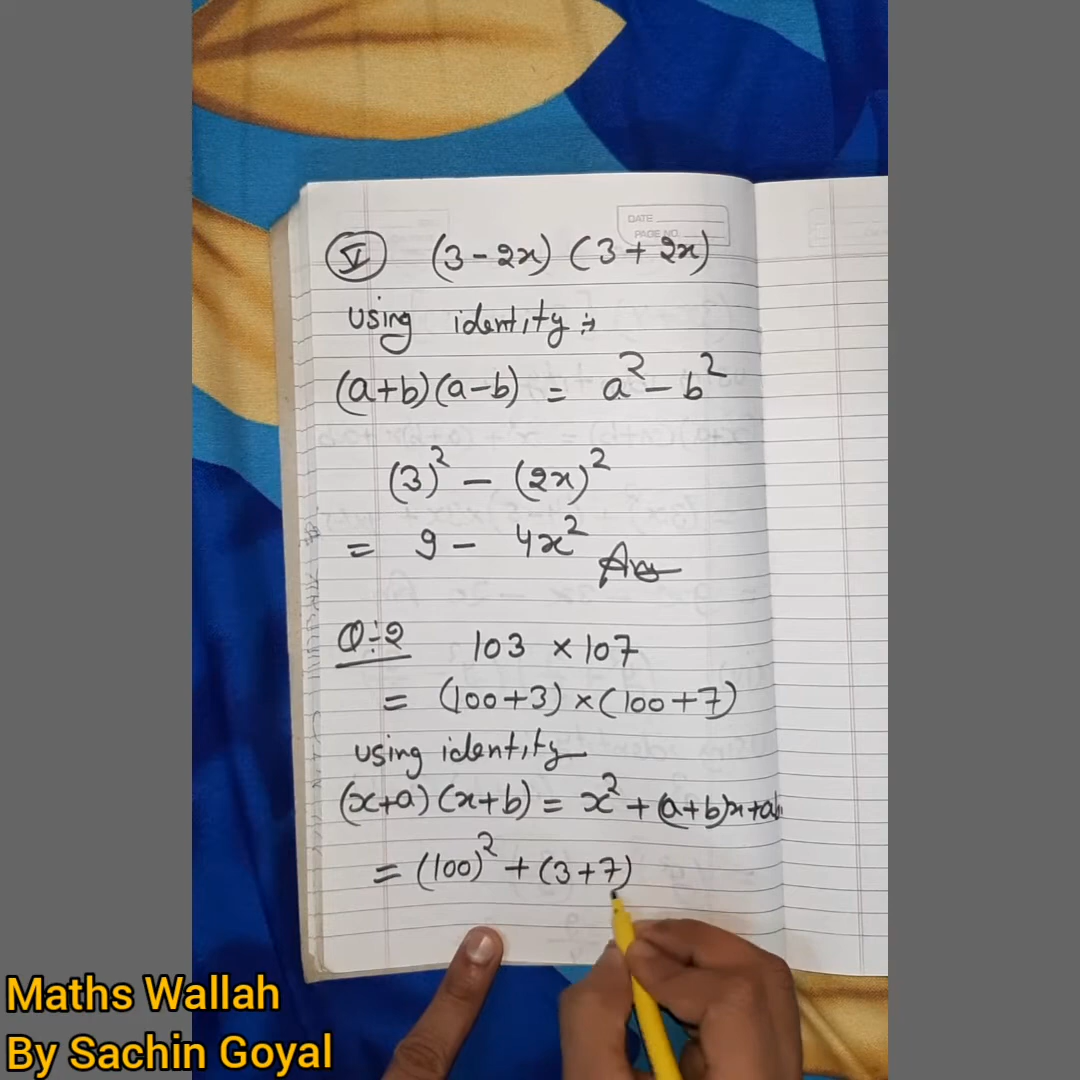 DATE
PAGE NO.
V (3-2x) (3+2x)
using identity :-
(a+b)(a-b) = a² - b²
(3)² - (2x)²
= 9 - 4x² Ans
Q÷2 103 × 107
= (100+3) × (100+7)
using identity
(x+a) (x+b) = x² + (a+b)x+ab
= (100)² + (3+7)
Maths Wallah
By Sachin Goyal